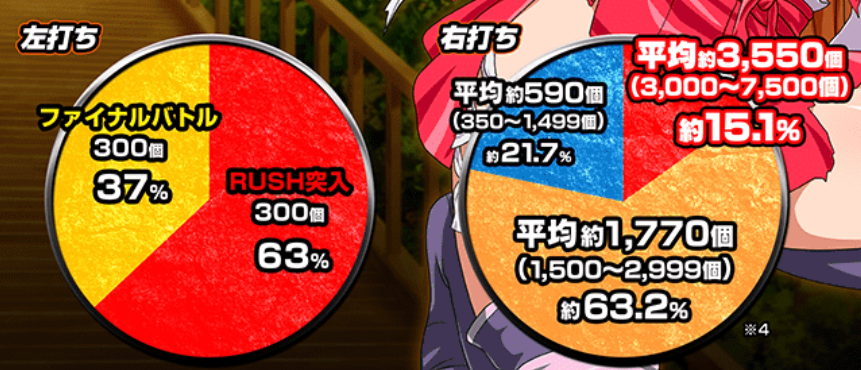 左打ち
ファイナルバトル
300個
37%
RUSH突入
300個
63%
右打ち
平均約3,550個
(3,000〜7,500個)
約15.1%
平均約590個
(350〜1,499個)
約21.7%
平均約1,770個
(1,500〜2,999個)
約63.2%
※4